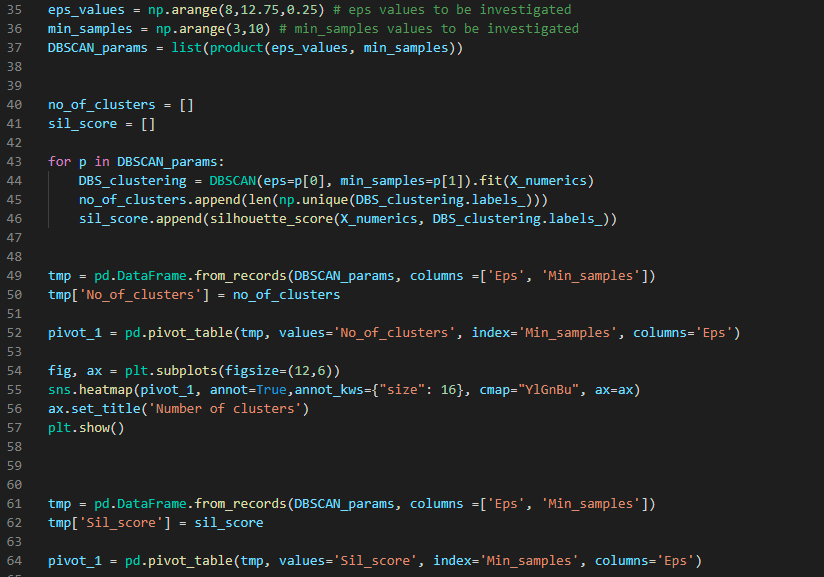 35 eps_values = np.arange(8,12.75,0.25) # eps values to be investigated
36 min_samples = np.arange(3,10) # min_samples values to be investigated
37 DBSCAN_params = list(product(eps_values, min_samples))
38
39
40 no_of_clusters = []
41 sil_score = []
42
43 for p in DBSCAN_params:
44     DBS_clustering = DBSCAN(eps=p[0], min_samples=p[1]).fit(X_numerics)
45     no_of_clusters.append(len(np.unique(DBS_clustering.labels_)))
46     sil_score.append(silhouette_score(X_numerics, DBS_clustering.labels_))
47
48
49 tmp = pd.DataFrame.from_records(DBSCAN_params, columns =['Eps', 'Min_samples'])
50 tmp['No_of_clusters'] = no_of_clusters
51
52 pivot_1 = pd.pivot_table(tmp, values='No_of_clusters', index='Min_samples', columns='Eps')
53
54 fig, ax = plt.subplots(figsize=(12,6))
55 sns.heatmap(pivot_1, annot=True,annot_kws={"size": 16}, cmap="YlGnBu", ax=ax)
56 ax.set_title('Number of clusters')
57 plt.show()
58
59
60
61 tmp = pd.DataFrame.from_records(DBSCAN_params, columns =['Eps', 'Min_samples'])
62 tmp['Sil_score'] = sil_score
63
64 pivot_1 = pd.pivot_table(tmp, values='Sil_score', index='Min_samples', columns='Eps')